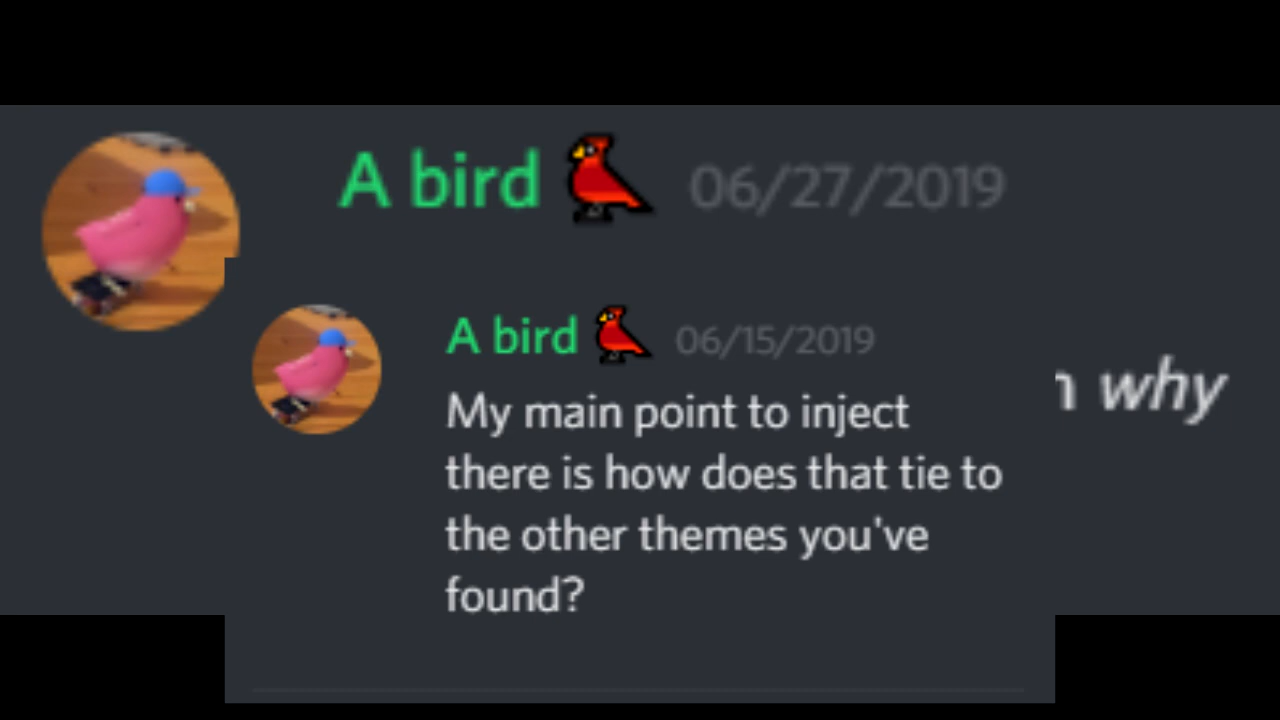 A bird 06/27/2019
A bird 06/15/2019
My main point to inject
there is how does that tie to
why
the other themes you've
found?